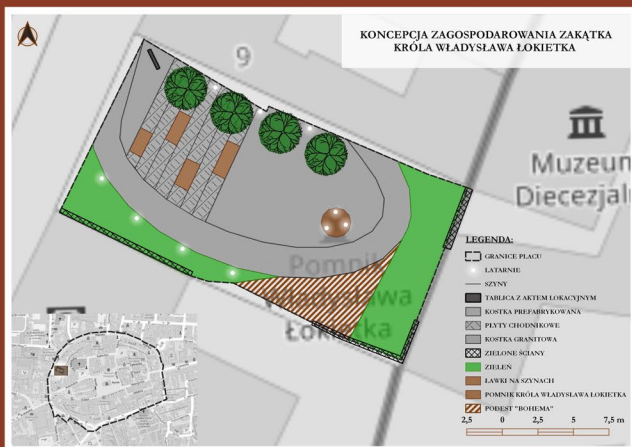 KONCEPCJA ZAGOSPODAROWANIA ZAKĄTKA
KRÓLA WŁADYSŁAWA ŁOKIETKA
9
Muzeum
Diecezjal
Pomnik
Władysława
Łokietka
LEGENDA:
GRANICE PLACU
LATARNIE
SZYNY
TABLICA Z AKTEM LOKACYJNYM
KOSTKA PREFABRYKOWANA
PŁYTY CHODNIKOWE
KOSTKA GRANITOWA
ZIELONE ŚCIANY
ZIELEŃ
ŁAWKI NA SZYNACH
POMNIK KRÓLA WŁADYSŁAWA ŁOKIETKA
PODEST "BOHEMA"
2,5 0 2,5 5 7,5 m